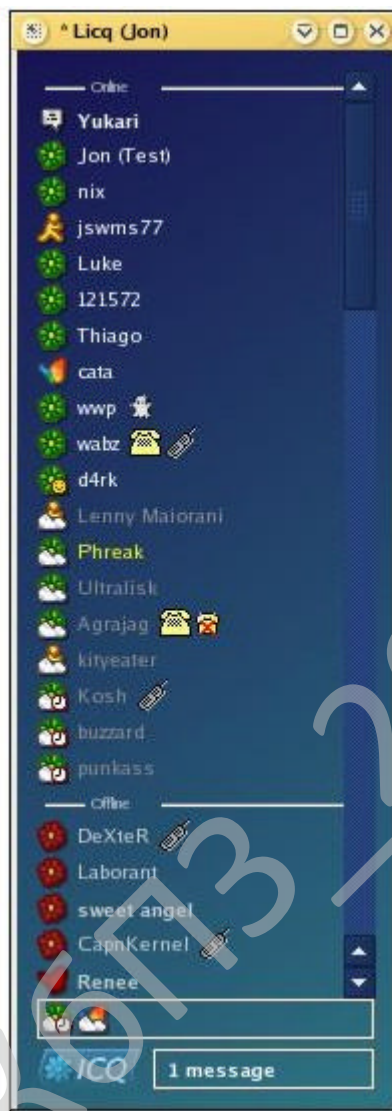 * Licq (Jon)
Online
Yukari
Jon (Test)
nix
jswms77
Luke
121572
Thiago
cata
wwp
wabz
d4rk
Lenny Maiorani
Phreak
Ultralisk
Agrajag
kityeater
Kosh
buzzard
punkass
Offline
DeXteR
Laborant
sweet angel
CapnKernel
Renee
ICQ
1 message